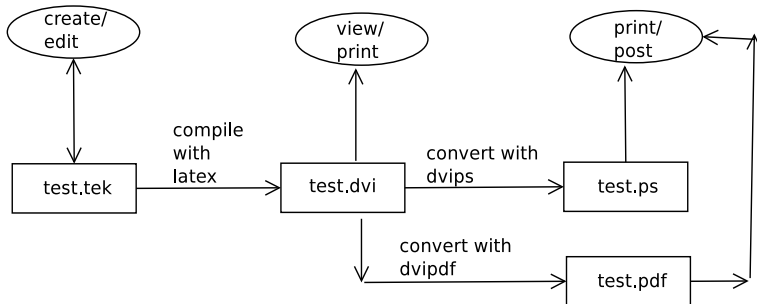 create/
edit
view/
print
print/
post
compile
with
latex
convert with
dvips
test.tek
test.dvi
test.ps
convert with
dvipdf
test.pdf